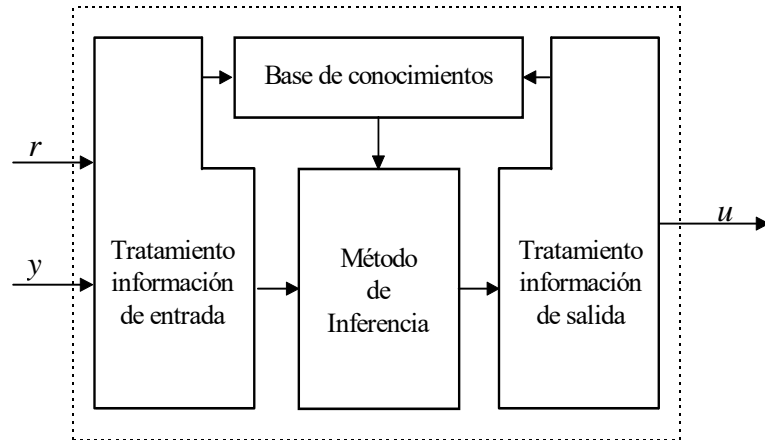 Base de conocimientos
r
y
Tratamiento
información
de entrada
Método
de
Inferencia
Tratamiento
información
de salida
u